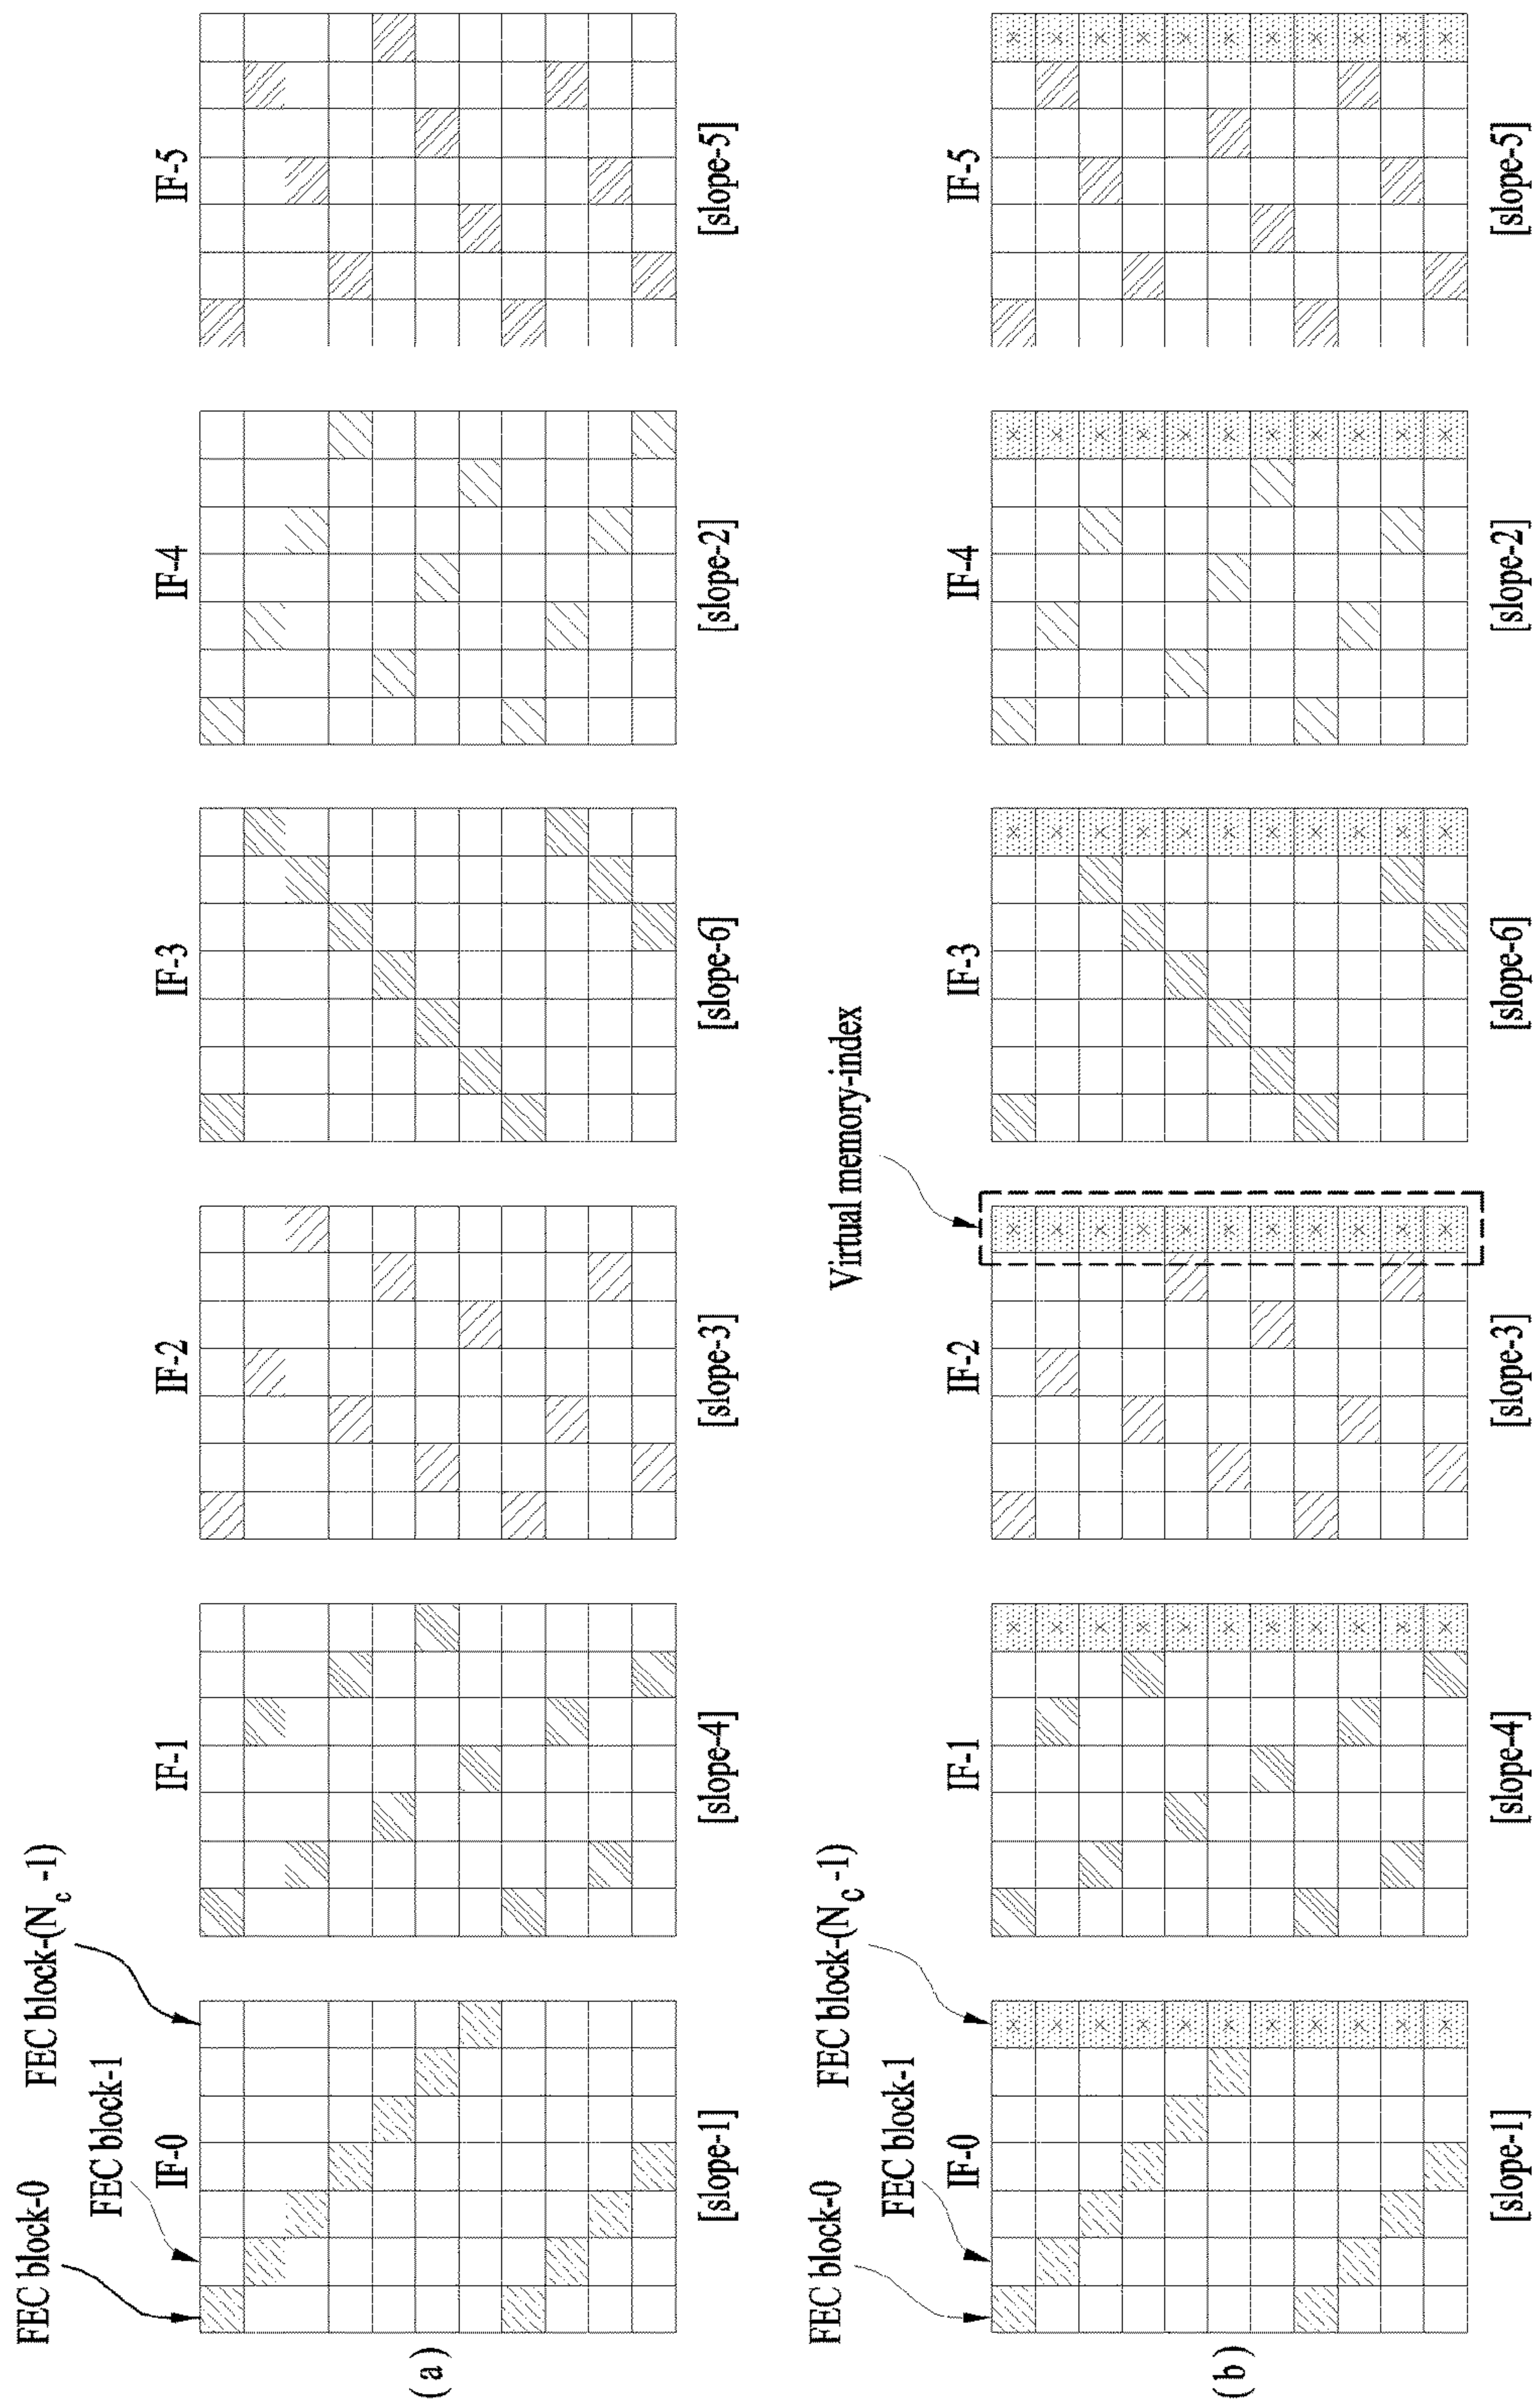 FEC block-0
FEC block-(Nc -1)
FEC block-1
IF-0
IF-1
IF-2
IF-3
IF-4
IF-5
(a)
[slope-1]
[slope-4]
[slope-3]
[slope-6]
[slope-2]
[slope-5]
FEC block-0
FEC block-(NC -1)
Virtual memory-index
FEC block-1
IF-0
IF-1
IF-2
IF-3
IF-4
IF-5
(b)
[slope-1]
[slope-4]
[slope-3]
[slope-6]
[slope-2]
[slope-5]